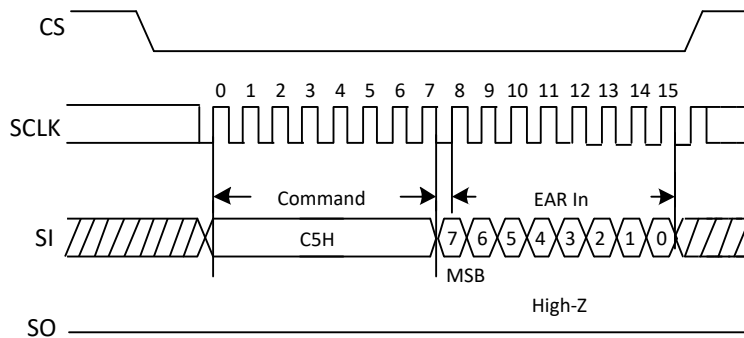 CS
0 1 2 3 4 5 6 7 8 9 10 11 12 13 14 15
SCLK
Command EAR In
SI C5H 7 6 5 4 3 2 1 0
MSB
High-Z
SO